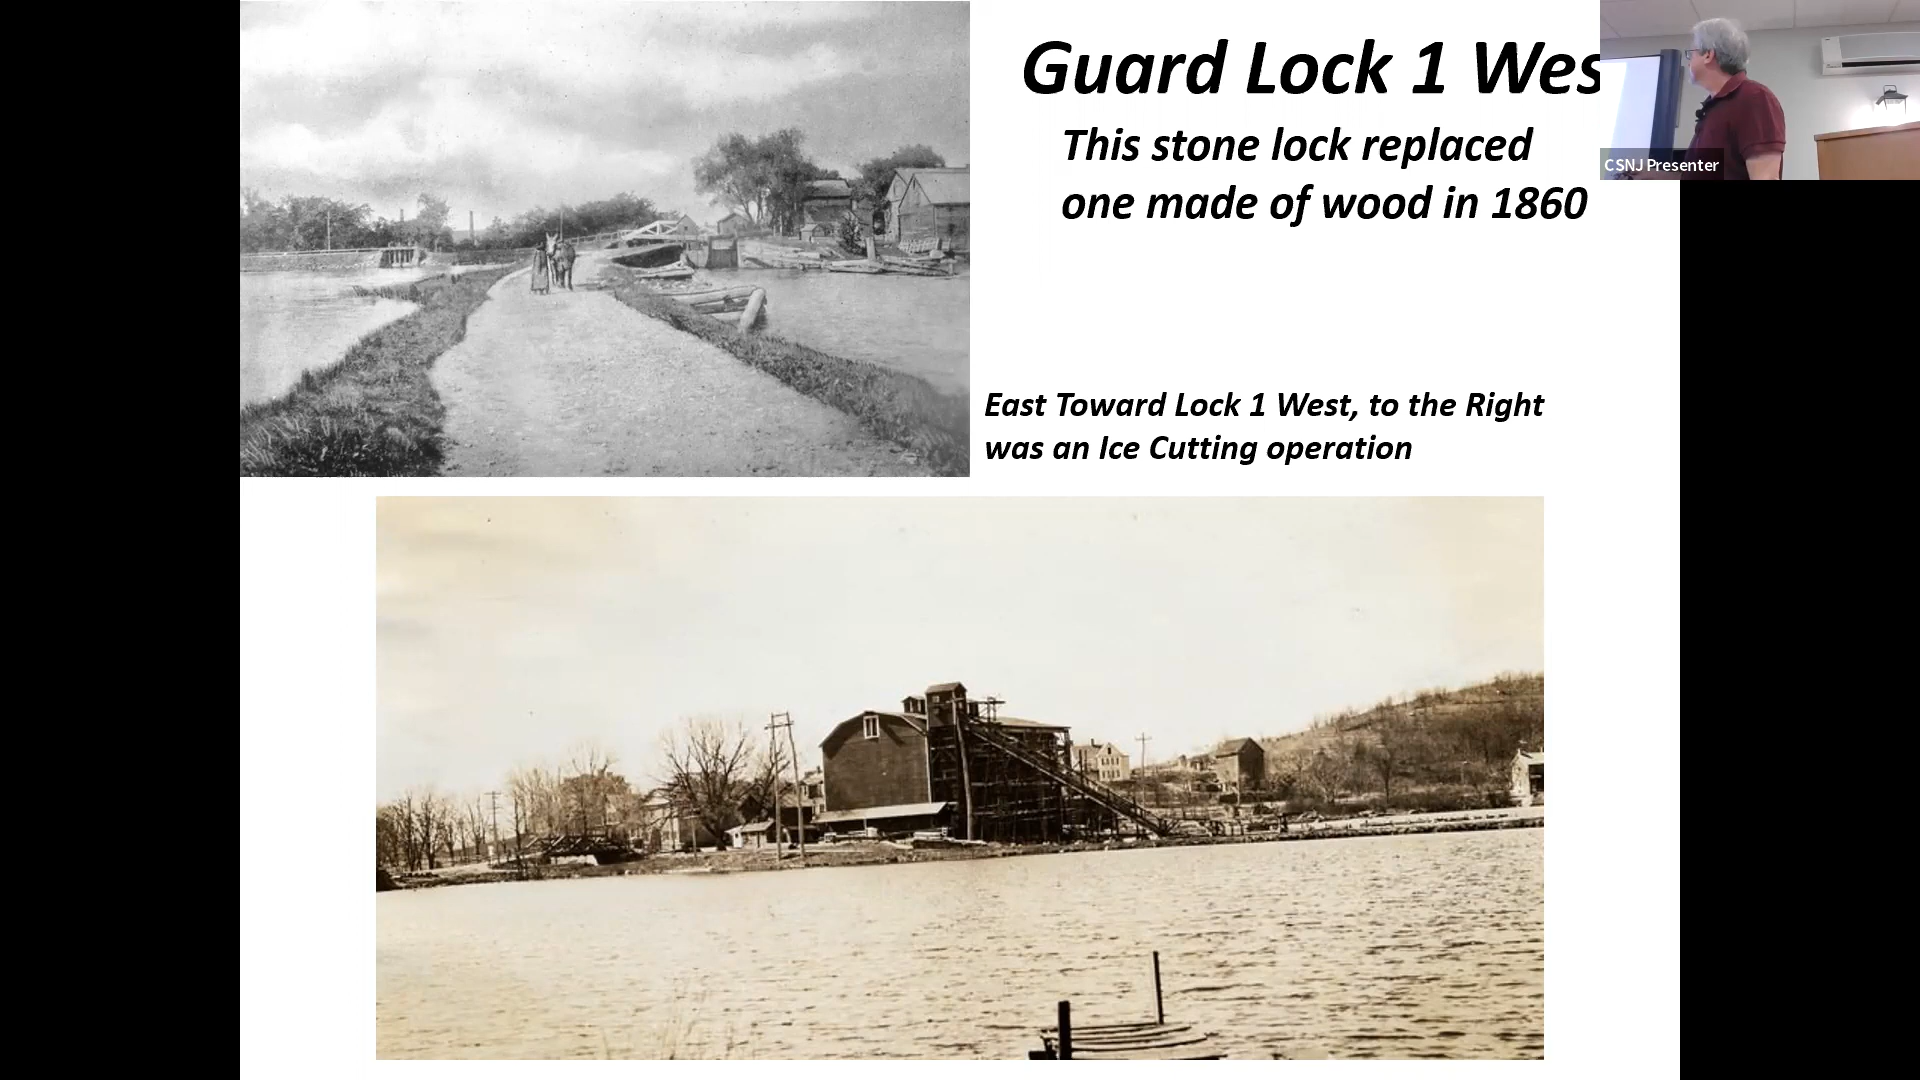 Guard Lock 1 Wes
This stone lock replaced
one made of wood in 1860
CSNJ Presenter
East Toward Lock 1 West, to the Right
was an Ice Cutting operation